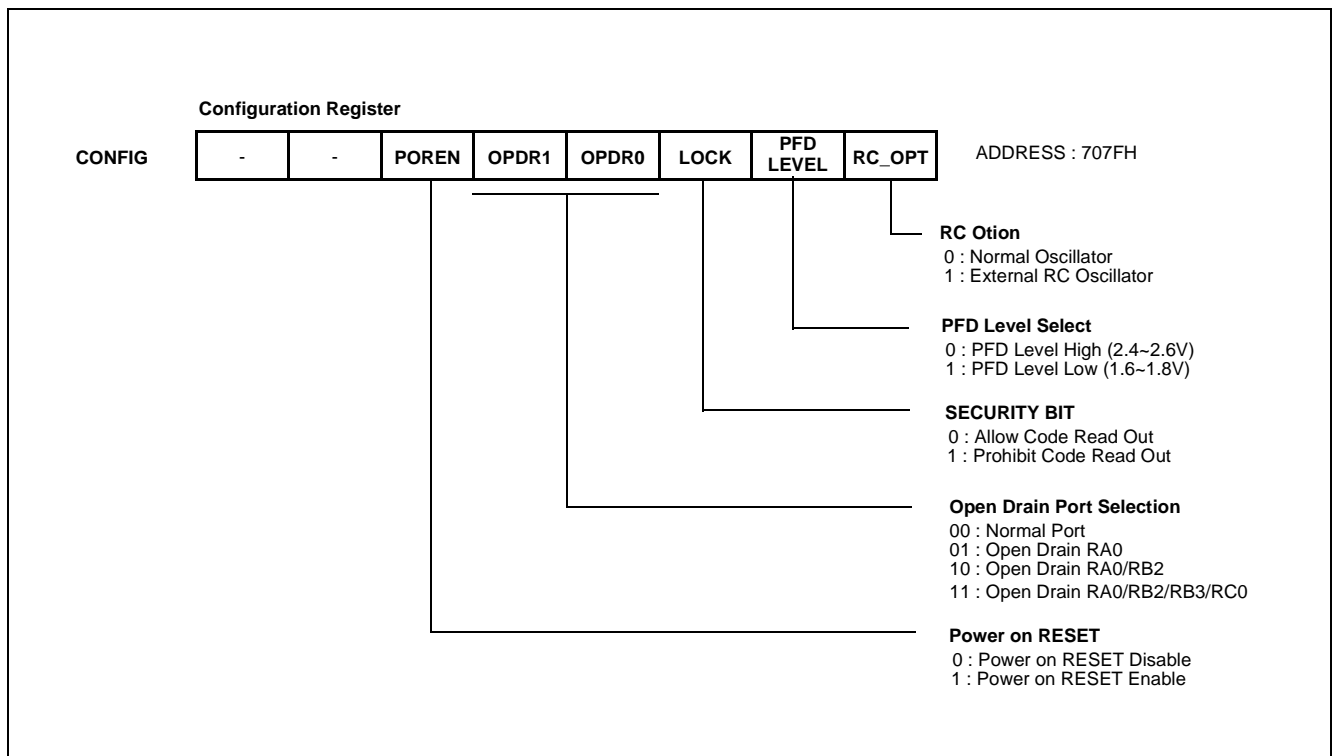 Configuration Register
CONFIG - - POREN OPDR1 OPDR0 LOCK PFD LEVEL RC_OPT ADDRESS : 707FH
RC Otion
0 : Normal Oscillator
1 : External RC Oscillator
PFD Level Select
0 : PFD Level High (2.4~2.6V)
1 : PFD Level Low (1.6~1.8V)
SECURITY BIT
0 : Allow Code Read Out
1 : Prohibit Code Read Out
Open Drain Port Selection
00 : Normal Port
01 : Open Drain RA0
10 : Open Drain RA0/RB2
11 : Open Drain RA0/RB2/RB3/RC0
Power on RESET
0 : Power on RESET Disable
1 : Power on RESET Enable